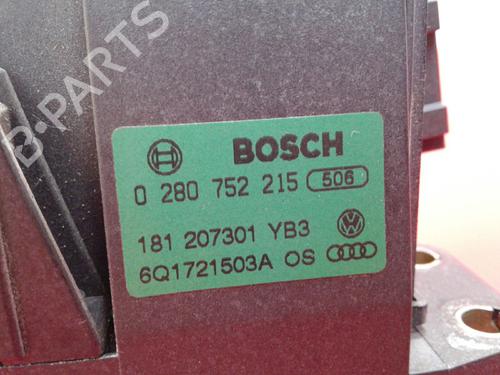 B-PARTS
BOSCH
0 280 752 215 506
181 207301 YB3
6Q1721503A OS